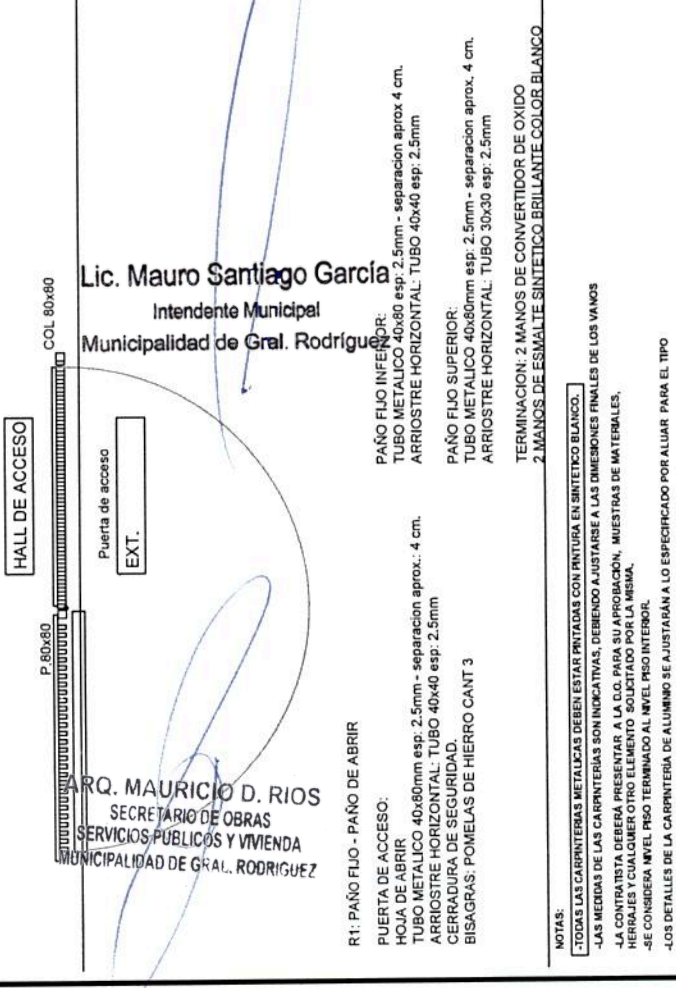 HALL DE ACCESO
P.80x80
COL 80x80
Puerta de acceso
EXT.
ARQ. MAURICIO D. RIOS
SECRETARIO DE OBRAS
SERVICIOS PUBLICOS Y VIVIENDA
MUNICIPALIDAD DE GRAL. RODRIGUEZ
Lic. Mauro Santiago García
Intendente Municipal
Municipalidad de Gral. Rodríguez
R1: PAÑO FIJO - PAÑO DE ABRIR
PUERTA DE ACCESO:
HOJA DE ABRIR
TUBO METALICO 40x80mm esp: 2.5mm - separacion aprox.: 4 cm.
ARRIOSTRE HORIZONTAL: TUBO 40x40 esp: 2.5mm
CERRADURA DE SEGURIDAD.
BISAGRAS: POMELAS DE HIERRO CANT 3
PAÑO FIJO INFERIOR:
TUBO METALICO 40x80 esp: 2.5mm - separacion aprox 4 cm.
ARRIOSTRE HORIZONTAL: TUBO 40x40 esp: 2.5mm
PAÑO FIJO SUPERIOR:
TUBO METALICO 40x80mm esp: 2.5mm - separacion aprox. 4 cm.
ARRIOSTRE HORIZONTAL: TUBO 30x30 esp: 2.5mm
TERMINACION: 2 MANOS DE CONVERTIDOR DE OXIDO
2 MANOS DE ESMALTE SINTETICO BRILLANTE COLOR BLANCO
NOTAS:
-TODAS LAS CARPINTERIAS METALICAS DEBEN ESTAR PINTADAS CON PINTURA EN SINTETICO BLANCO.
-LAS MEDIDAS DE LAS CARPINTERÍAS SON INDICATIVAS, DEBIENDO AJUSTARSE A LAS DIMESIONES FINALES DE LOS VANOS
-LA CONTRATISTA DEBERÁ PRESENTAR A LA D.O. PARA SU APROBACIÓN, MUESTRAS DE MATERIALES,
HERRAJES Y CUALQUIER OTRO ELEMENTO SOLICITADO POR LA MISMA.
-SE CONSIDERA NIVEL PISO TERMINADO AL NIVEL PISO INTERIOR.
-LOS DETALLES DE LA CARPINTERÍA DE ALUMINIO SE AJUSTARÁN A LO ESPECIFICADO POR ALUAR PARA EL TIPO